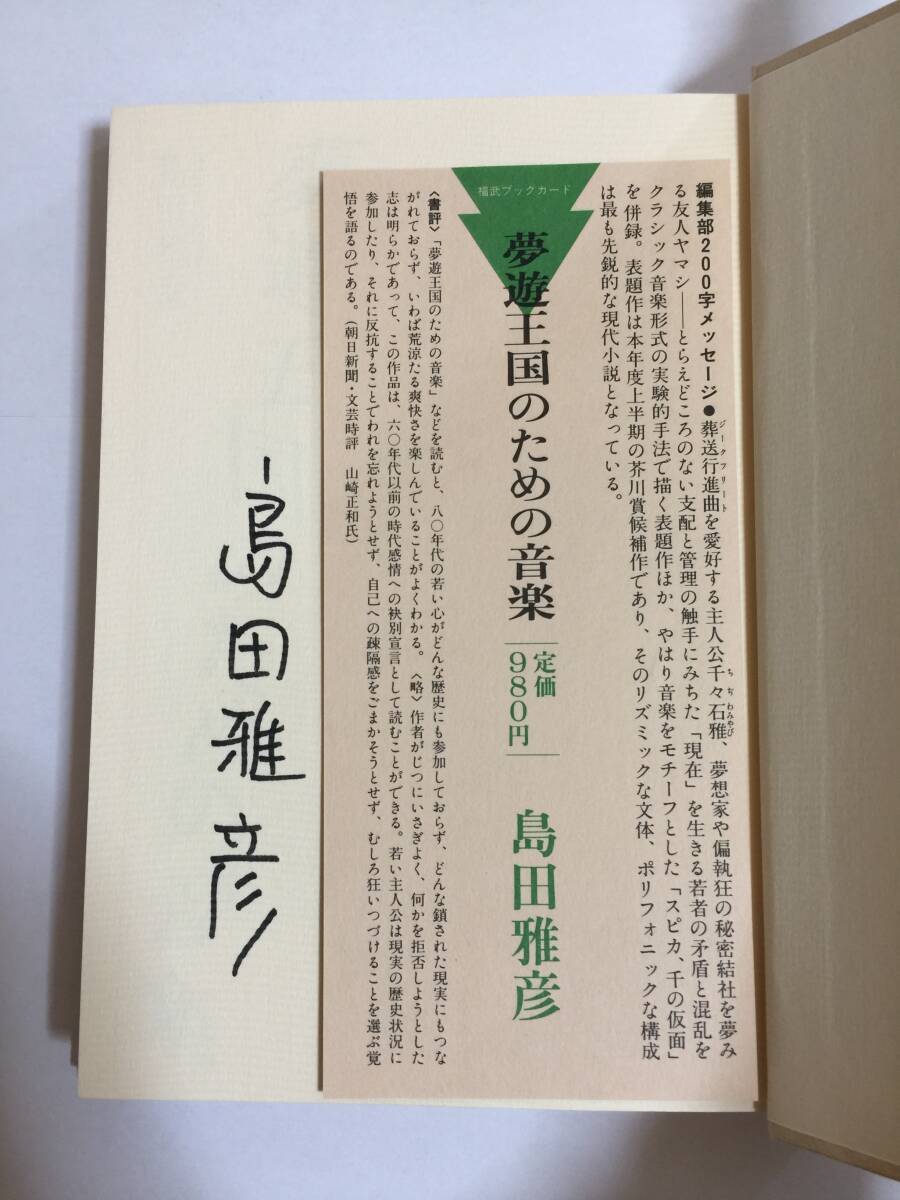 編集部200字メッセージ●葬送行進曲ジークフリートを愛好する主人公千々石雅ちぢわみやび、夢想家や偏執狂の秘密結社を夢み
る友人ヤマシ――とらえどころのない支配と管理の触手にみちた「現在」を生きる若者の矛盾と混乱を
クラシック音楽形式の実験的手法で描く表題作ほか、やはり音楽をモチーフとした「スピカ、千の仮面」
を併録。表題作は本年度上半期の芥川賞候補作であり、そのリズミックな文体、ポリフォニックな構成
は最も先鋭的な現代小説となっている。
福武ブックカード
夢遊王国のための音楽
定価
980円
島田雅彦
〈書評〉「夢遊王国のための音楽」などを読むと、八〇年代の若い心がどんな歴史にも参加しておらず、どんな鎖された現実にもつな
がれておらず、いわば荒涼たる爽快さを楽しんでいることがよくわかる。〈略〉作者がじつにいさぎよく、何かを拒否しようとした
志は明らかであって、この作品は、六〇年代以前の時代感情への袂別宣言として読むことができる。若い主人公は現実の歴史状況に
参加したり、それに反抗することでわれを忘れようとせず、自己への疎隔感をごまかそうとせず、むしろ狂いつづけることを選ぶ覚
悟を語るのである。(朝日新聞・文芸時評　山崎正和氏)
島田雅彦